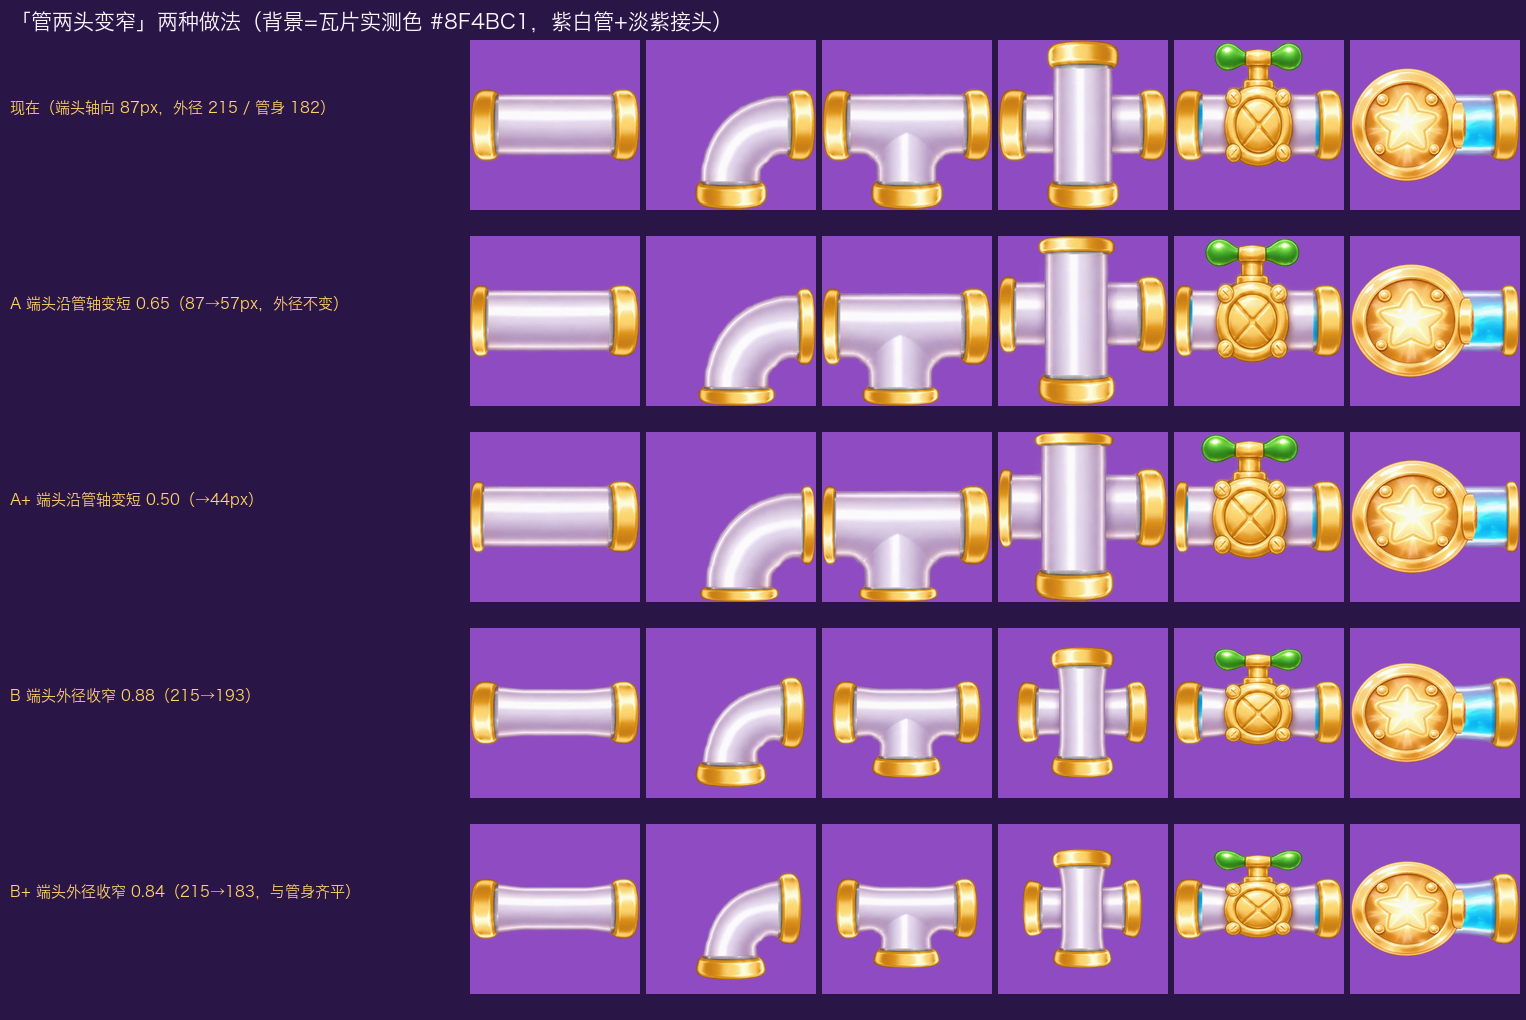 「管两头变窄」两种做法（背景=瓦片实测色 #8F4BC1，紫白管+淡紫接头）
现在（端头轴向 87px，外径 215 / 管身 182）
A 端头沿管轴变短 0.65（87→57px，外径不变）
A+ 端头沿管轴变短 0.50（→44px）
B 端头外径收窄 0.88（215→193）
B+ 端头外径收窄 0.84（215→183，与管身齐平）